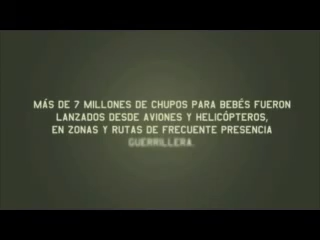 MÁS DE 7 MILLONES DE CHUPOS PARA BEBÉS FUERON
LANZADOS DESDE AVIONES Y HELICÓPTEROS,
EN ZONAS Y RUTAS DE FRECUENTE PRESENCIA
GUERRILLERA.